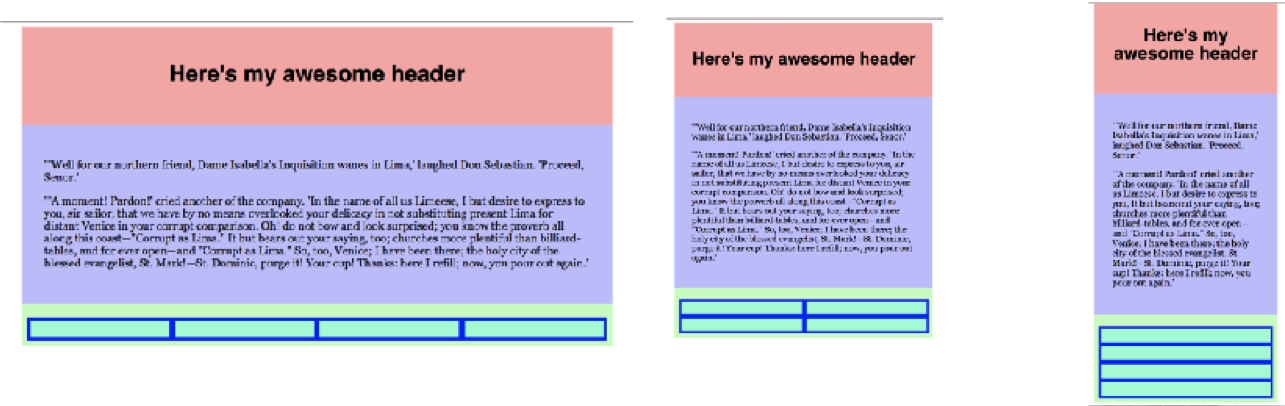 Here's my awesome header
"'Well for our northern friend, Dame Isabella's Inquisition wanes in Lima,' laughed Don Sebastian. 'Proceed,
Senor.'
"'A moment! Pardon!' cried another of the company. 'In the name of all us Limeese, I but desire to express to
you, sir sailor, that we have by no means overlooked your delicacy in not substituting present Lima for
distant Venice in your corrupt comparison. Oh! do not bow and look surprised; you know the proverb all
along this coast—"Corrupt as Lima." It but bears out your saying, too; churches more plentiful than billiard-
tables, and for ever open—and "Corrupt as Lima." So, too, Venice; I have been there; the holy city of the
blessed evangelist, St. Mark!—St. Dominic, purge it! Your cup! Thanks: here I refill; now, you pour out again.'
Here's my awesome header
"'Well for our northern friend, Dame Isabella's Inquisition
wanes in Lima,' laughed Don Sebastian. 'Proceed, Senor.'
"'A moment! Pardon!' cried another of the company. 'In the
name of all us Limeese, I but desire to express to you, sir
sailor, that we have by no means overlooked your delicacy
in not substituting present Lima for distant Venice in your
corrupt comparison. Oh! do not bow and look surprised;
you know the proverb all along this coast—"Corrupt as
Lima." It but bears out your saying, too; churches more
plentiful than billiard-tables, and for ever open—and
"Corrupt as Lima." So, too, Venice; I have been there; the
holy city of the blessed evangelist, St. Mark!—St. Dominic,
purge it! Your cup! Thanks: here I refill; now, you pour out
again.'
Here's my
awesome header
"'Well for our northern friend, Dame
Isabella's Inquisition wanes in Lima,'
laughed Don Sebastian. 'Proceed,
Senor.'
"'A moment! Pardon!' cried another
of the company. 'In the name of all
us Limeese, I but desire to express to
you, sir sailor, that we have by no
means overlooked your delicacy in
not substituting present Lima for
distant Venice in your corrupt
comparison. Oh! do not bow and
look surprised; you know the
proverb all along this coast—
"Corrupt as Lima." It but bears out your saying, too;
churches more plentiful than
billiard-tables, and for ever open—
and "Corrupt as Lima." So, too,
Venice; I have been there; the holy
city of the blessed evangelist, St.
Mark!—St. Dominic, purge it! Your
cup! Thanks: here I refill; now, you
pour out again.'